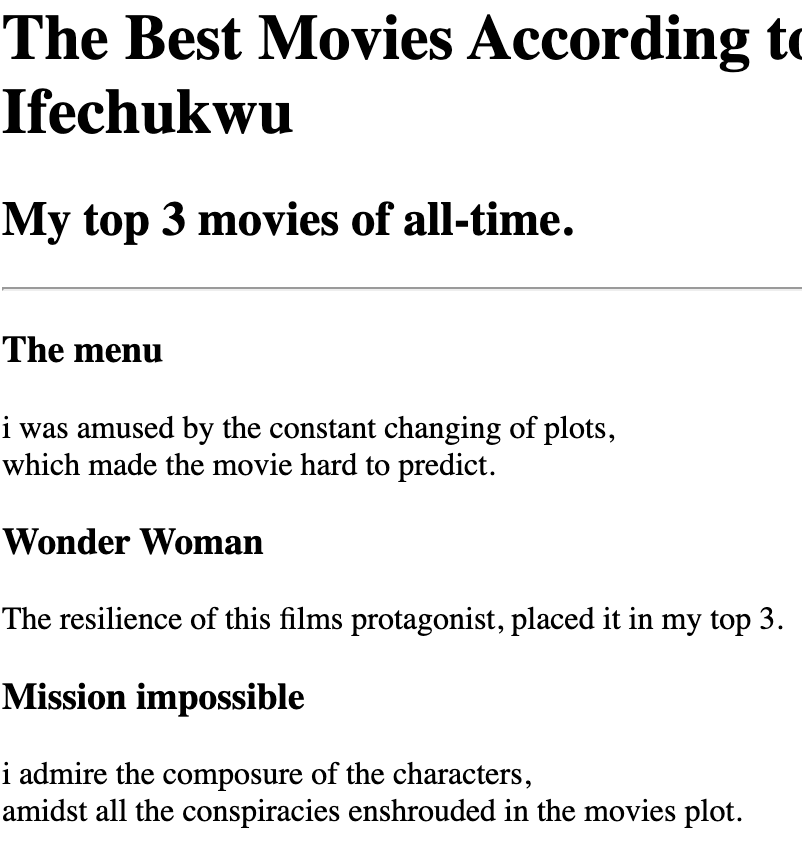 The Best Movies According to
Ifechukwu
My top 3 movies of all-time.
The menu
i was amused by the constant changing of plots,
which made the movie hard to predict.
Wonder Woman
The resilience of this films protagonist, placed it in my top 3.
Mission impossible
i admire the composure of the characters,
amidst all the conspiracies enshrouded in the movies plot.